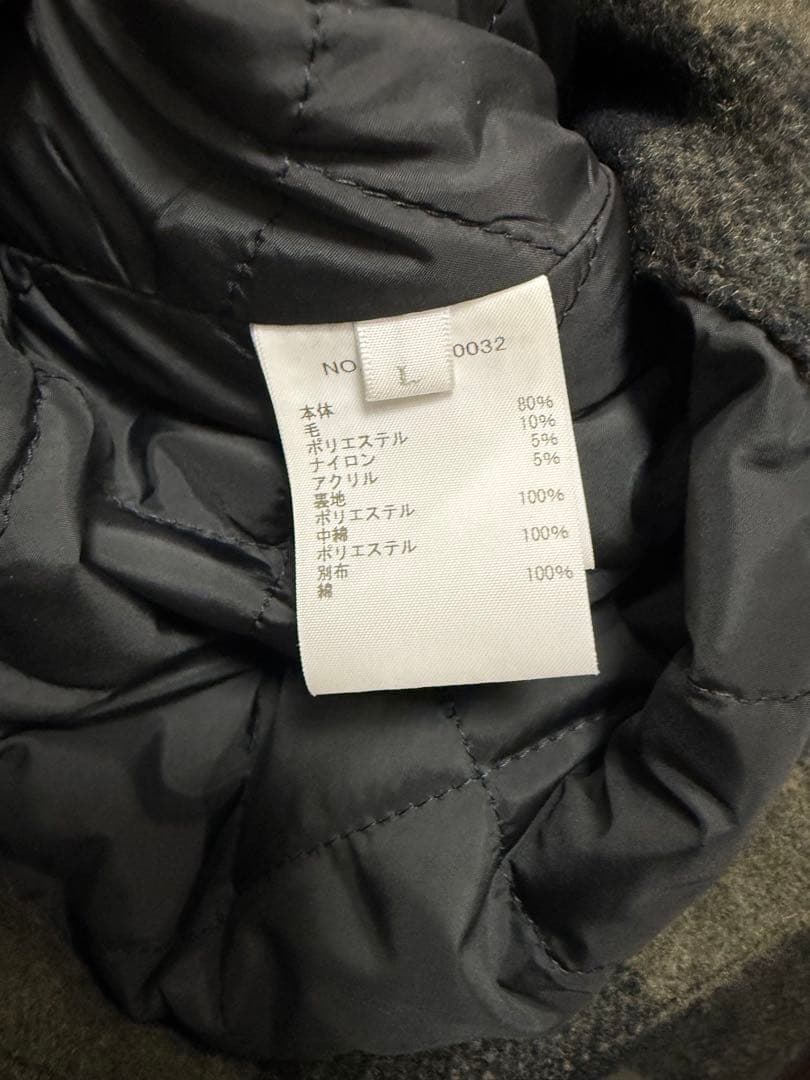 NO 0032
L
本体
毛 80%
ポリエステル 10%
ナイロン 5%
アクリル 5%
裏地
ポリエステル 100%
中綿
ポリエステル 100%
別布
綿 100%